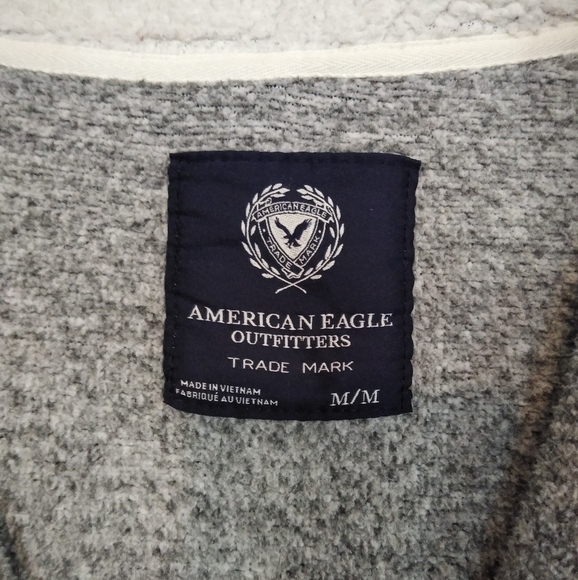 AMERICAN EAGLE
TRADE MARK
AMERICAN EAGLE
OUTFITTERS
TRADE MARK
MADE IN VIETNAM
FABRIQUÉ AU VIETNAM
M/M